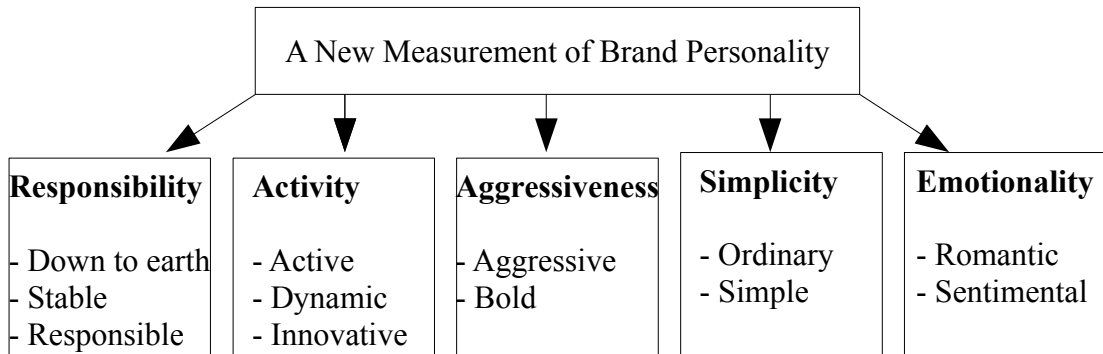 A New Measurement of Brand Personality
Responsibility
- Down to earth
- Stable
- Responsible
Activity
- Active
- Dynamic
- Innovative
Aggressiveness
- Aggressive
- Bold
Simplicity
- Ordinary
- Simple
Emotionality
- Romantic
- Sentimental